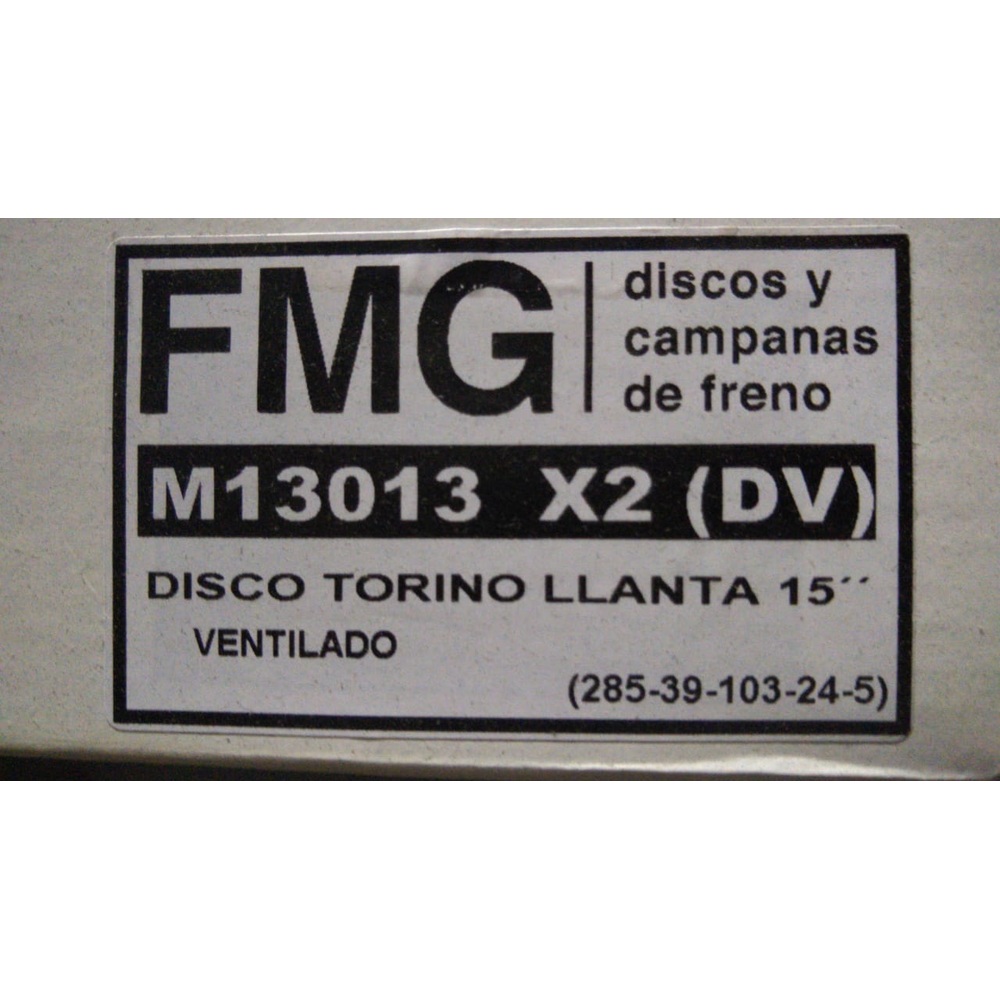 FMG
discos y
campanas
de freno
M13013 X2 (DV)
DISCO TORINO LLANTA 15´´
VENTILADO
(285-39-103-24-5)